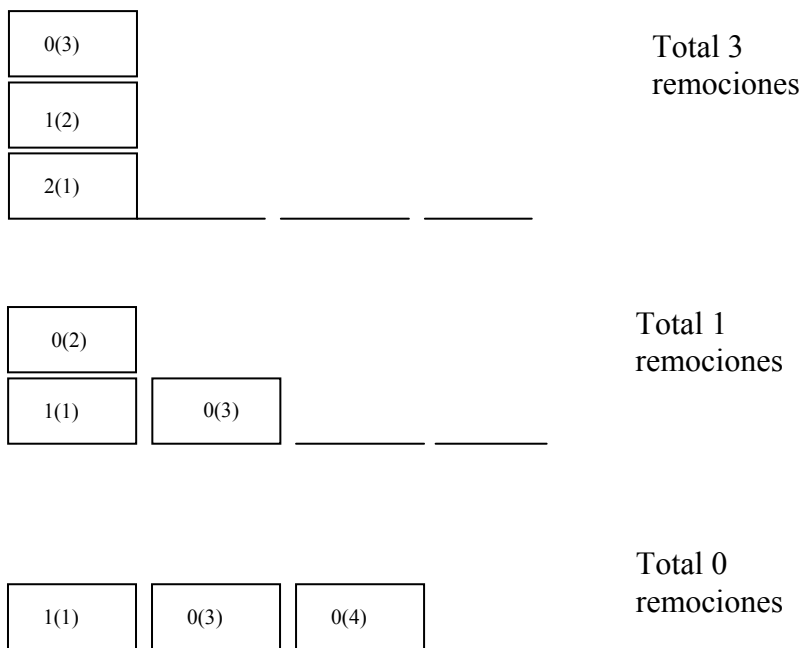 0(3)
Total 3
remociones
1(2)
2(1)
0(2)
Total 1
remociones
1(1)
0(3)
Total 0
remociones
1(1)
0(3)
0(4)